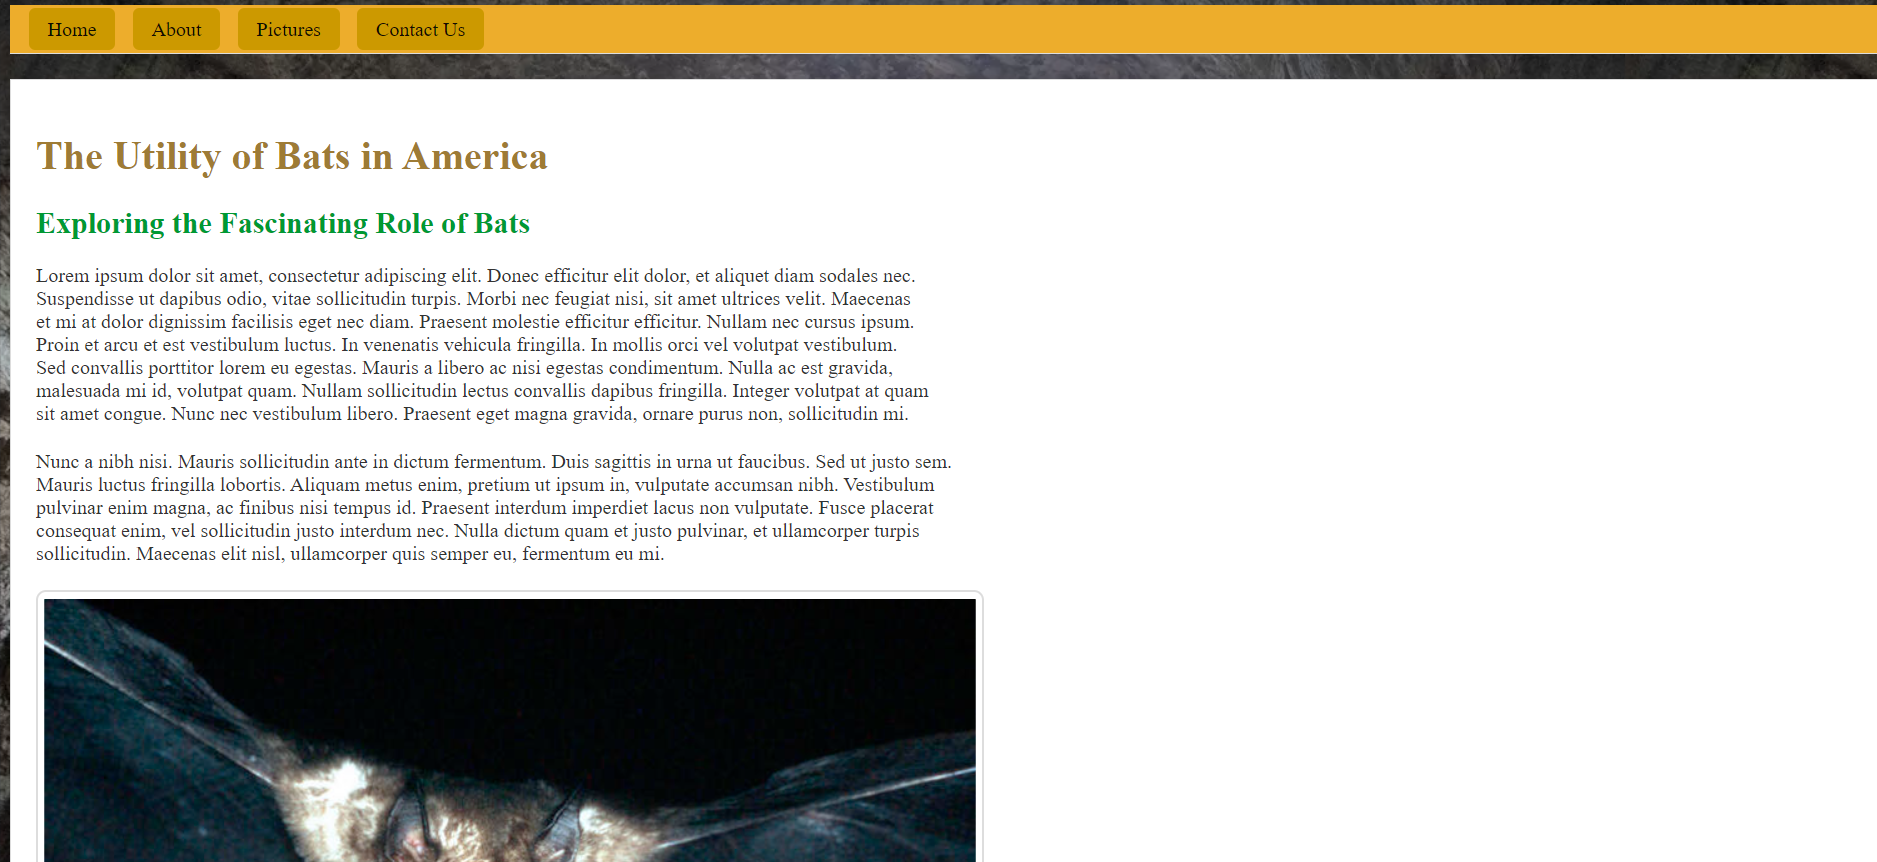 Home About Pictures Contact Us
The Utility of Bats in America
Exploring the Fascinating Role of Bats
Lorem ipsum dolor sit amet, consectetur adipiscing elit. Donec efficitur elit dolor, et aliquet diam sodales nec.
Suspendisse ut dapibus odio, vitae sollicitudin turpis. Morbi nec feugiat nisi, sit amet ultrices velit. Maecenas
et mi at dolor dignissim facilisis eget nec diam. Praesent molestie efficitur efficitur. Nullam nec cursus ipsum.
Proin et arcu et est vestibulum luctus. In venenatis vehicula fringilla. In mollis orci vel volutpat vestibulum.
Sed convallis porttitor lorem eu egestas. Mauris a libero ac nisi egestas condimentum. Nulla ac est gravida,
malesuada mi id, volutpat quam. Nullam sollicitudin lectus convallis dapibus fringilla. Integer volutpat at quam
sit amet congue. Nunc nec vestibulum libero. Praesent eget magna gravida, ornare purus non, sollicitudin mi.
Nunc a nibh nisi. Mauris sollicitudin ante in dictum fermentum. Duis sagittis in urna ut faucibus. Sed ut justo sem.
Mauris luctus fringilla lobortis. Aliquam metus enim, pretium ut ipsum in, vulputate accumsan nibh. Vestibulum
pulvinar enim magna, ac finibus nisi tempus id. Praesent interdum imperdiet lacus non vulputate. Fusce placerat
consequat enim, vel sollicitudin justo interdum nec. Nulla dictum quam et justo pulvinar, et ullamcorper turpis
sollicitudin. Maecenas elit nisl, ullamcorper quis semper eu, fermentum eu mi.